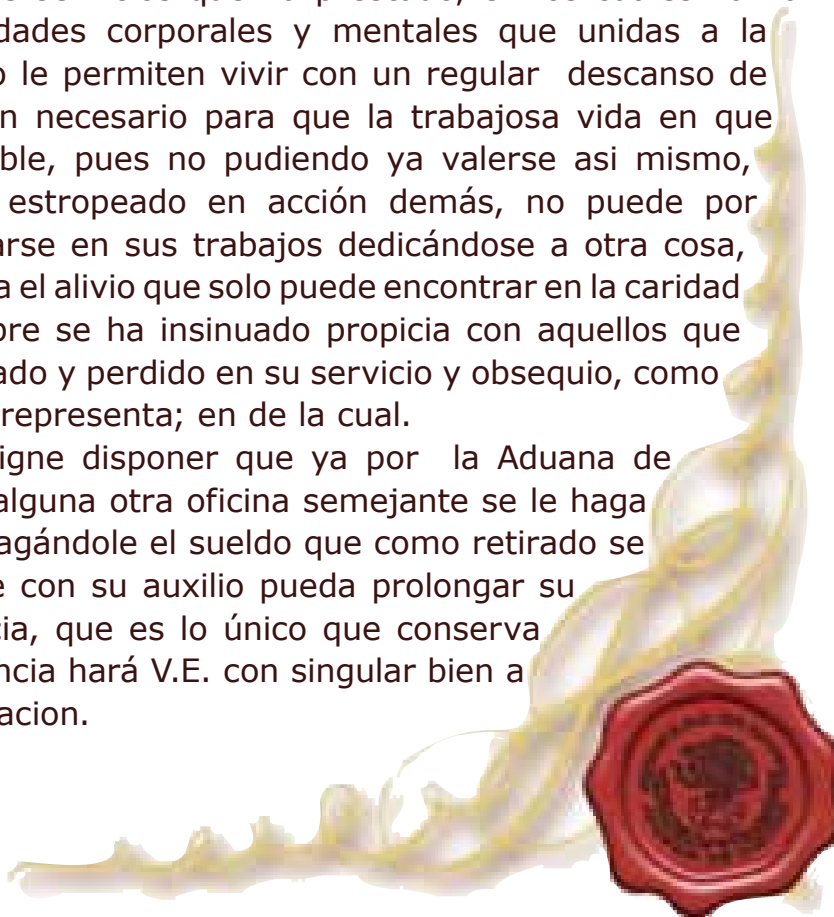 dades corporales y mentales que unidas a la
o le permiten vivir con un regular descanso de
n necesario para que la trabajosa vida en que
ble, pues no pudiendo ya valerse asi mismo,
estropeado en acción demás, no puede por
arse en sus trabajos dedicándose a otra cosa,
a el alivio que solo puede encontrar en la caridad
bre se ha insinuado propicia con aquellos que
ado y perdido en su servicio y obsequio, como
representa; en de la cual.
igne disponer que ya por la Aduana de
alguna otra oficina semejante se le haga
agándole el sueldo que como retirado se
e con su auxilio pueda prolongar su
cia, que es lo único que conserva
ncia hará V.E. con singular bien a
acion.